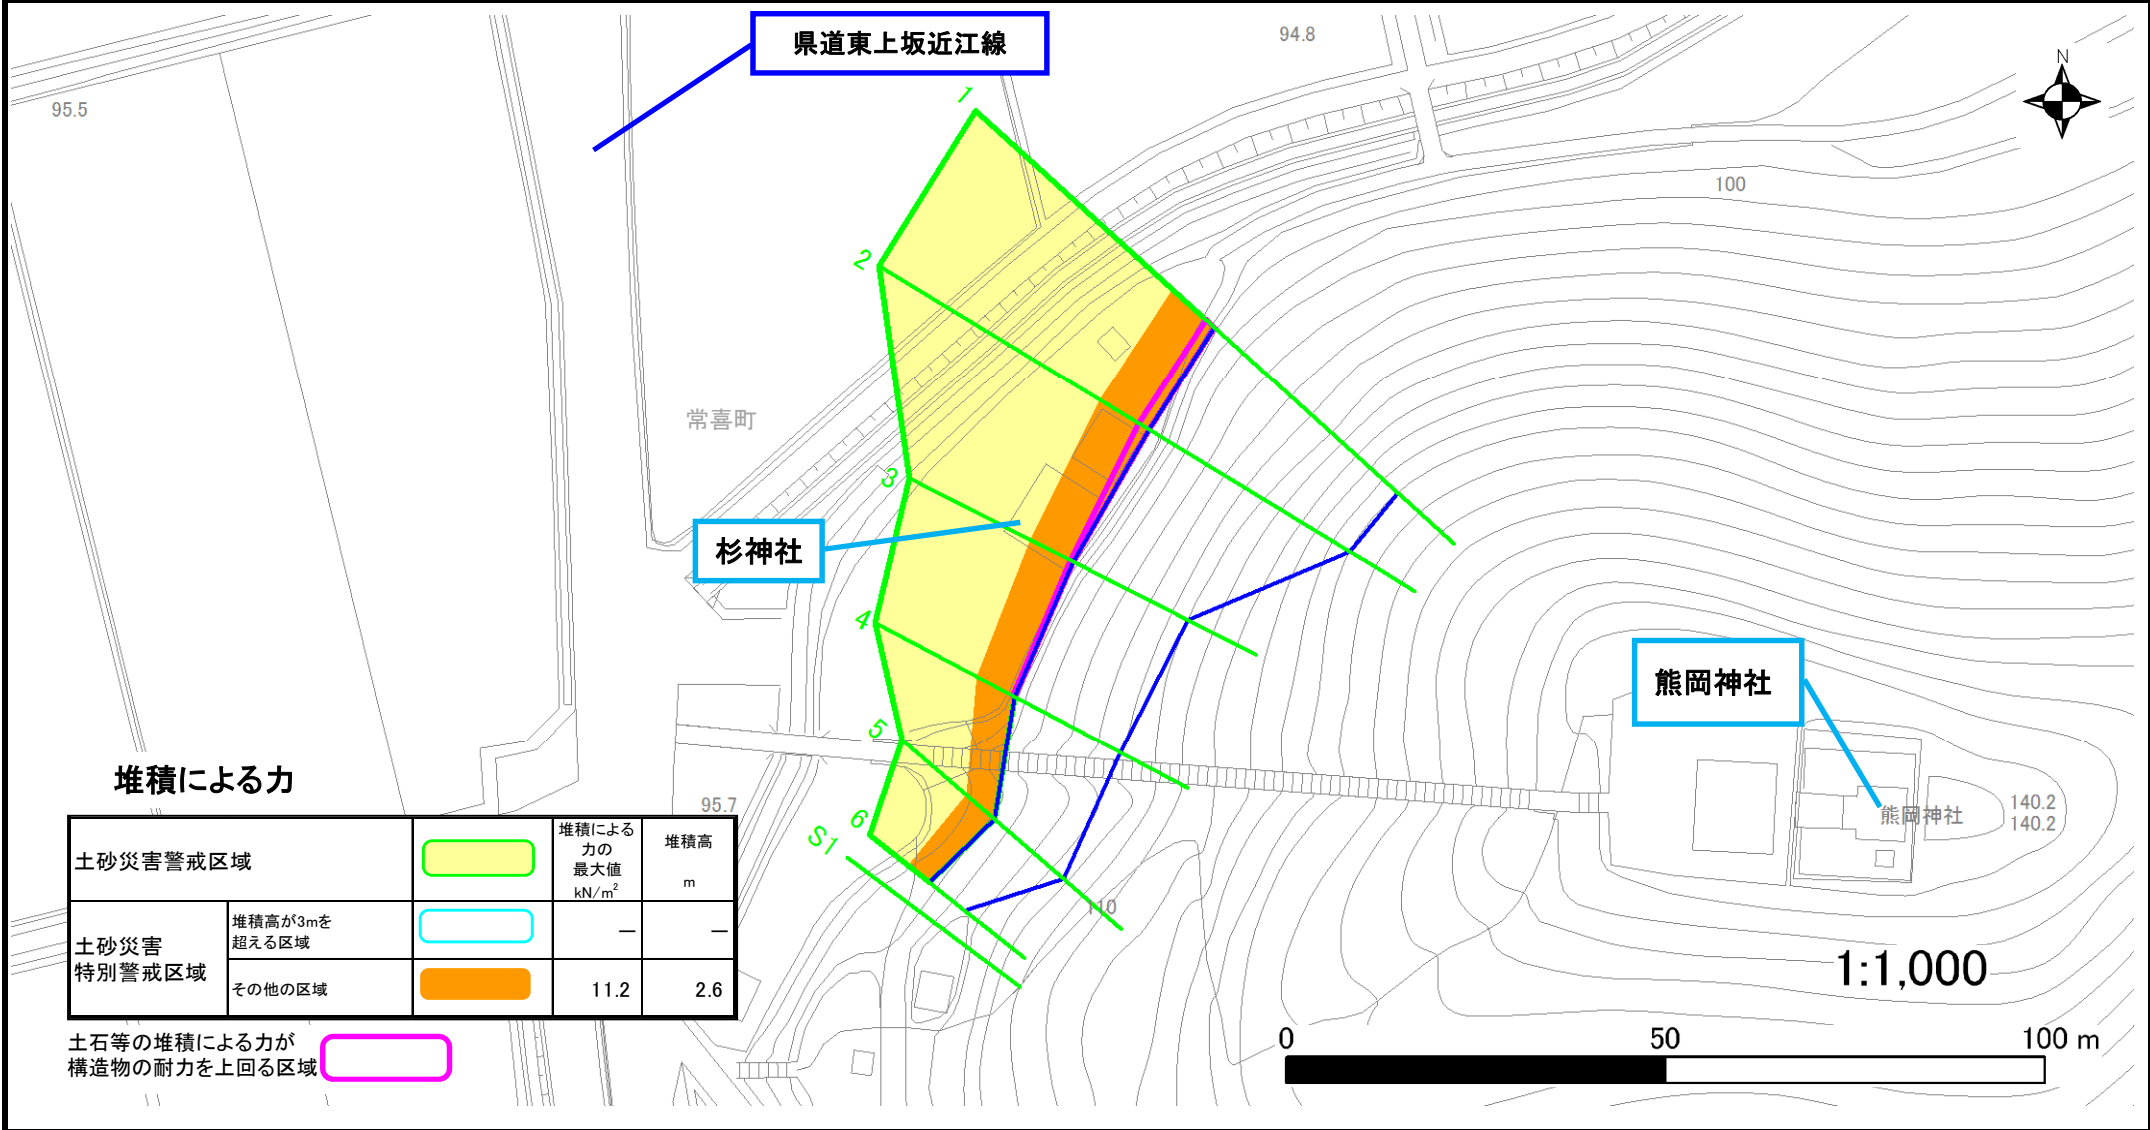 県道東上坂近江線
94.8
N
95.5
1
100
2
常喜町
3
杉神社
4
熊岡神社
5
堆積による力
95.7
6
S1
熊岡神社
140.2
140.2
土砂災害警戒区域
堆積による
力の
最大値
kN/m²
堆積高
m
110
土砂災害
特別警戒区域
堆積高が3mを
超える区域
—
—
その他の区域
11.2
2.6
1:1,000
土石等の堆積による力が
構造物の耐力を上回る区域
0
50
100 m